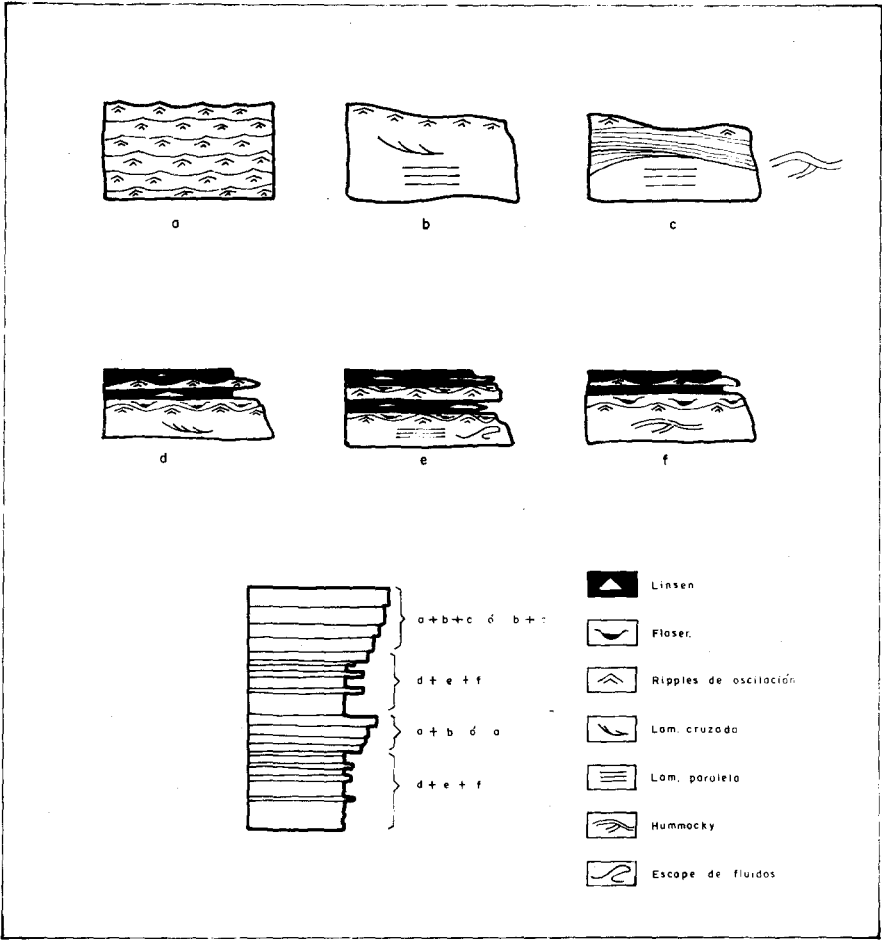 a
b
c
d
e
f
a + b + c ó b +
d + e + f
a + b ó a
d + e + f
Linsen
Flaser.
Ripples de oscilación
Lam. cruzada
Lam. paralela
Hummocky
Escape de fluidos